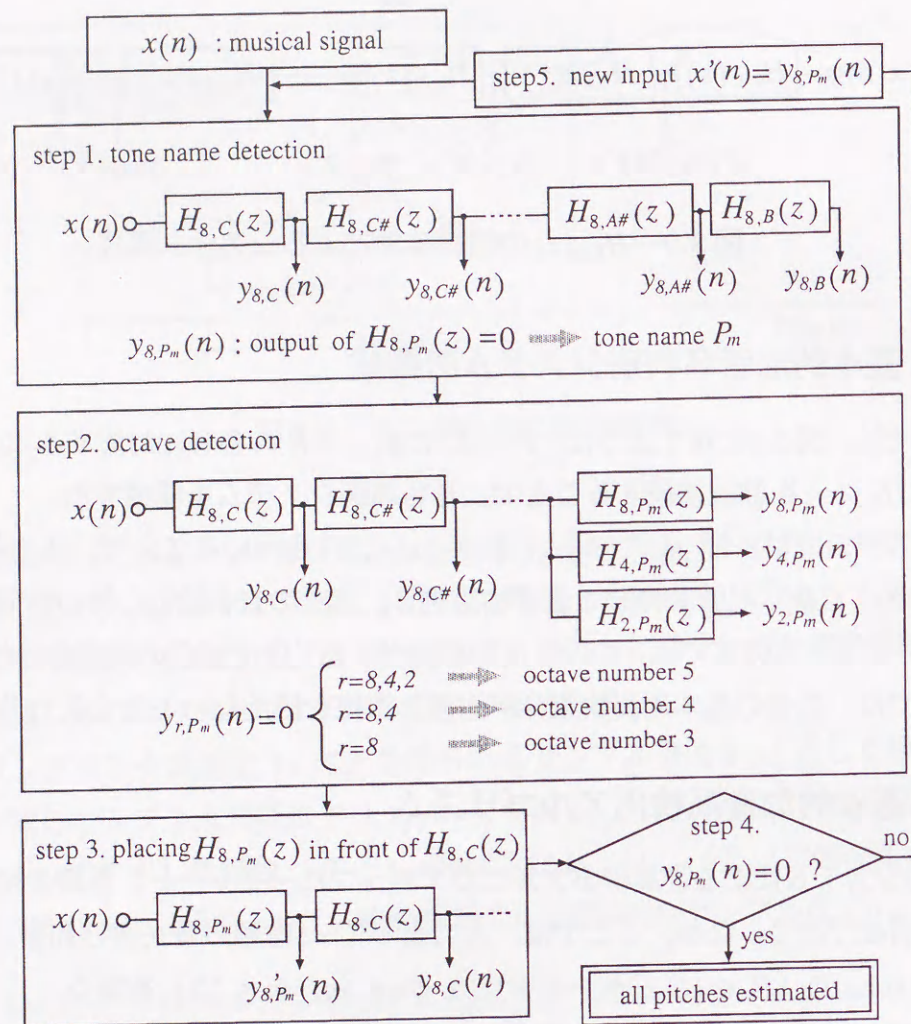 x(n) : musical signal
step5. new input x'(n)= y'8,Pm(n)
step 1. tone name detection
x(n) H8,C(z) H8,C#(z) H8,A#(z) H8,B(z)
y8,C(n) y8,C#(n) y8,A#(n) y8,B(n)
y8,Pm(n) : output of H8,Pm(z) =0 tone name Pm
step2. octave detection
x(n) H8,C(z) H8,C#(z) H8,Pm(z) y8,Pm(n)
H4,Pm(z) y4,Pm(n)
y8,C(n) y8,C#(n)
H2,Pm(z) y2,Pm(n)
r=8,4,2 octave number 5
yr,Pm(n)=0 r=8,4 octave number 4
r=8 octave number 3
step 3. placing H8,Pm(z) in front of H8,C(z)
step 4.
no
y'8,Pm(n)=0 ?
x(n) H8,Pm(z) H8,C(z)
yes
y'8,Pm(n) y8,C(n)
all pitches estimated